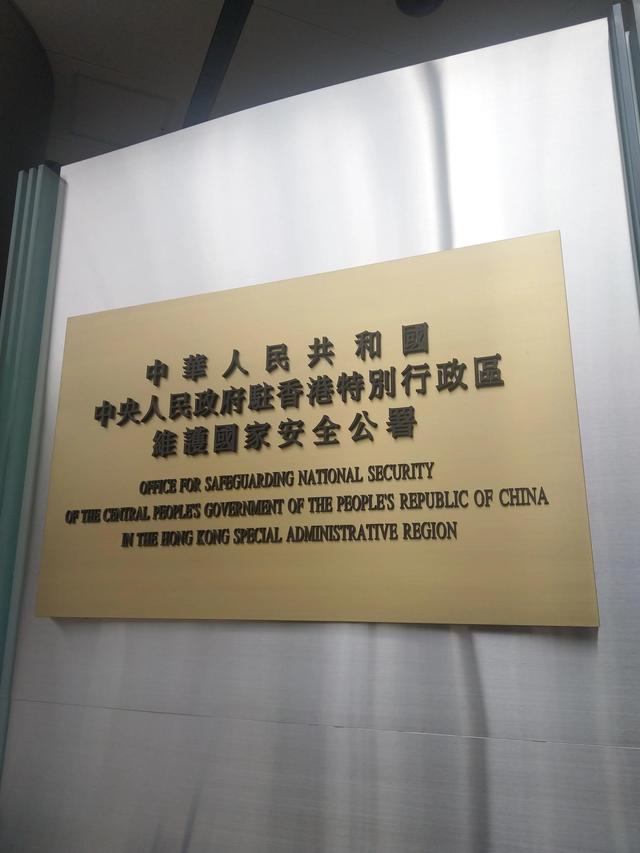 中華人民共和國
中央人民政府駐香港特別行政區
維護國家安全公署
OFFICE FOR SAFEGUARDING NATIONAL SECURITY
OF THE CENTRAL PEOPLE'S GOVERNMENT OF THE PEOPLE'S REPUBLIC OF CHINA
IN THE HONG KONG SPECIAL ADMINISTRATIVE REGION